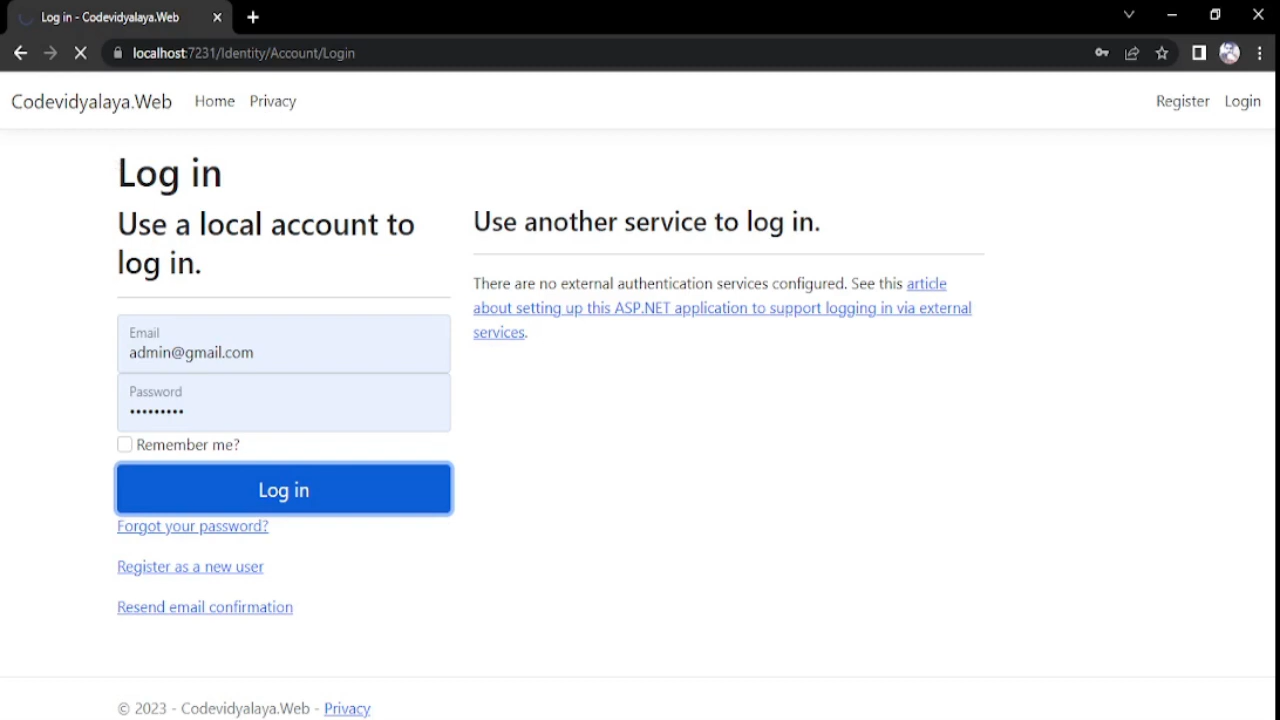 Log in - Codevidyalaya.Web
localhost:7231/Identity/Account/Login
Codevidyalaya.Web Home Privacy Register Login
Log in
Use a local account to
log in.
Email
admin@gmail.com
Password
•••••••••
Remember me?
Log in
Forgot your password?
Register as a new user
Resend email confirmation
Use another service to log in.
There are no external authentication services configured. See this article
about setting up this ASP.NET application to support logging in via external
services.
© 2023 - Codevidyalaya.Web - Privacy